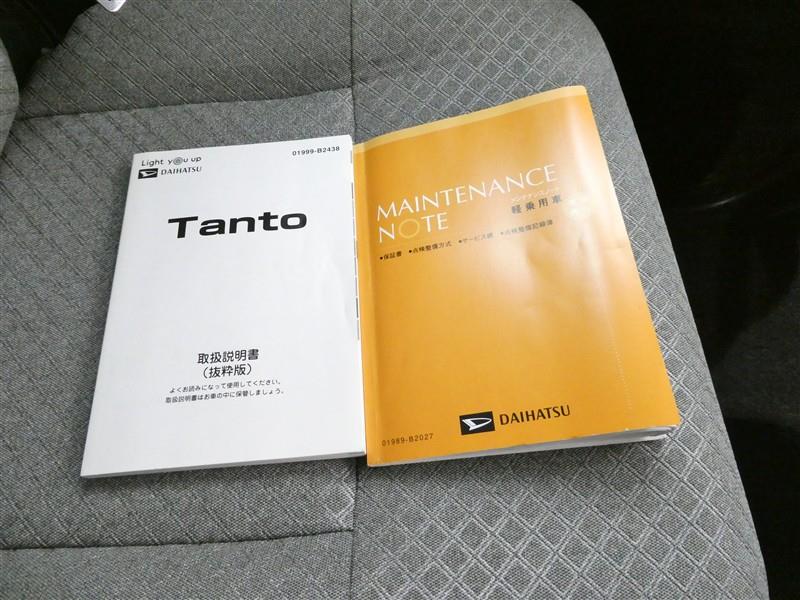 Light you up
DAIHATSU
01999-B2438
Tanto
取扱説明書
(抜粋版)
よくお読みになって使用してください。
取扱説明書はお車の中に保管しましょう。
MAINTENANCE
NOTE
メンテナンスノート
軽乗用車
●保証書 ●点検整備方式 ●サービス網 ●点検整備記録簿
DAIHATSU
01989-B2027